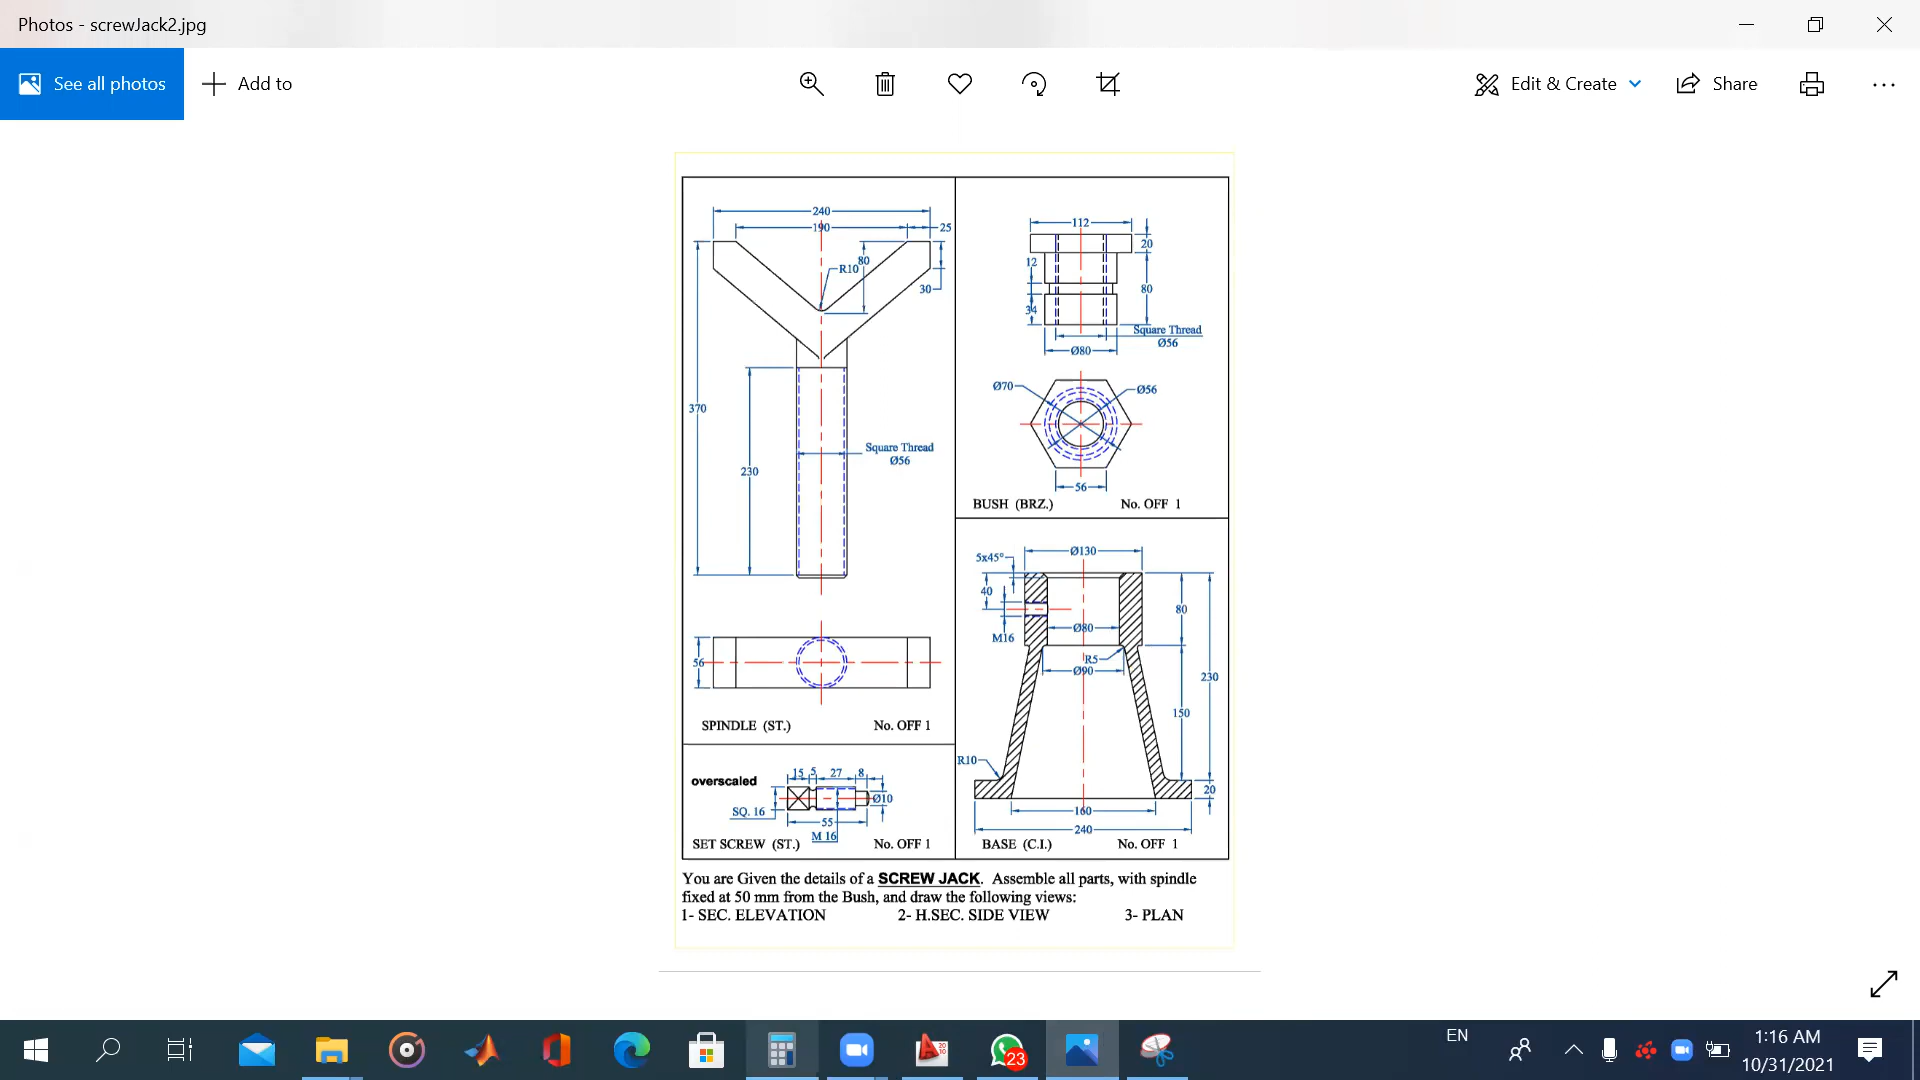 Photos - screwJack2.jpg
See all photos
Add to
Edit & Create
Share
240
190
25
R10
80
30
370
230
Square Thread
Ø56
56
SPINDLE (ST.) No. OFF 1
112
20
12
80
34
Square Thread
Ø56
Ø80
Ø70
Ø56
56
BUSH (BRZ.) No. OFF 1
Ø130
5x45°
40
80
M16
Ø80
R5
Ø90
230
150
R10
20
160
240
BASE (C.I.) No. OFF 1
overscaled
15 5 27 8
Ø10
SQ. 16
55
M 16
SET SCREW (ST.) No. OFF 1
You are Given the details of a SCREW JACK. Assemble all parts, with spindle
fixed at 50 mm from the Bush, and draw the following views:
1- SEC. ELEVATION 2- H.SEC. SIDE VIEW 3- PLAN
EN
23
1:16 AM
10/31/2021